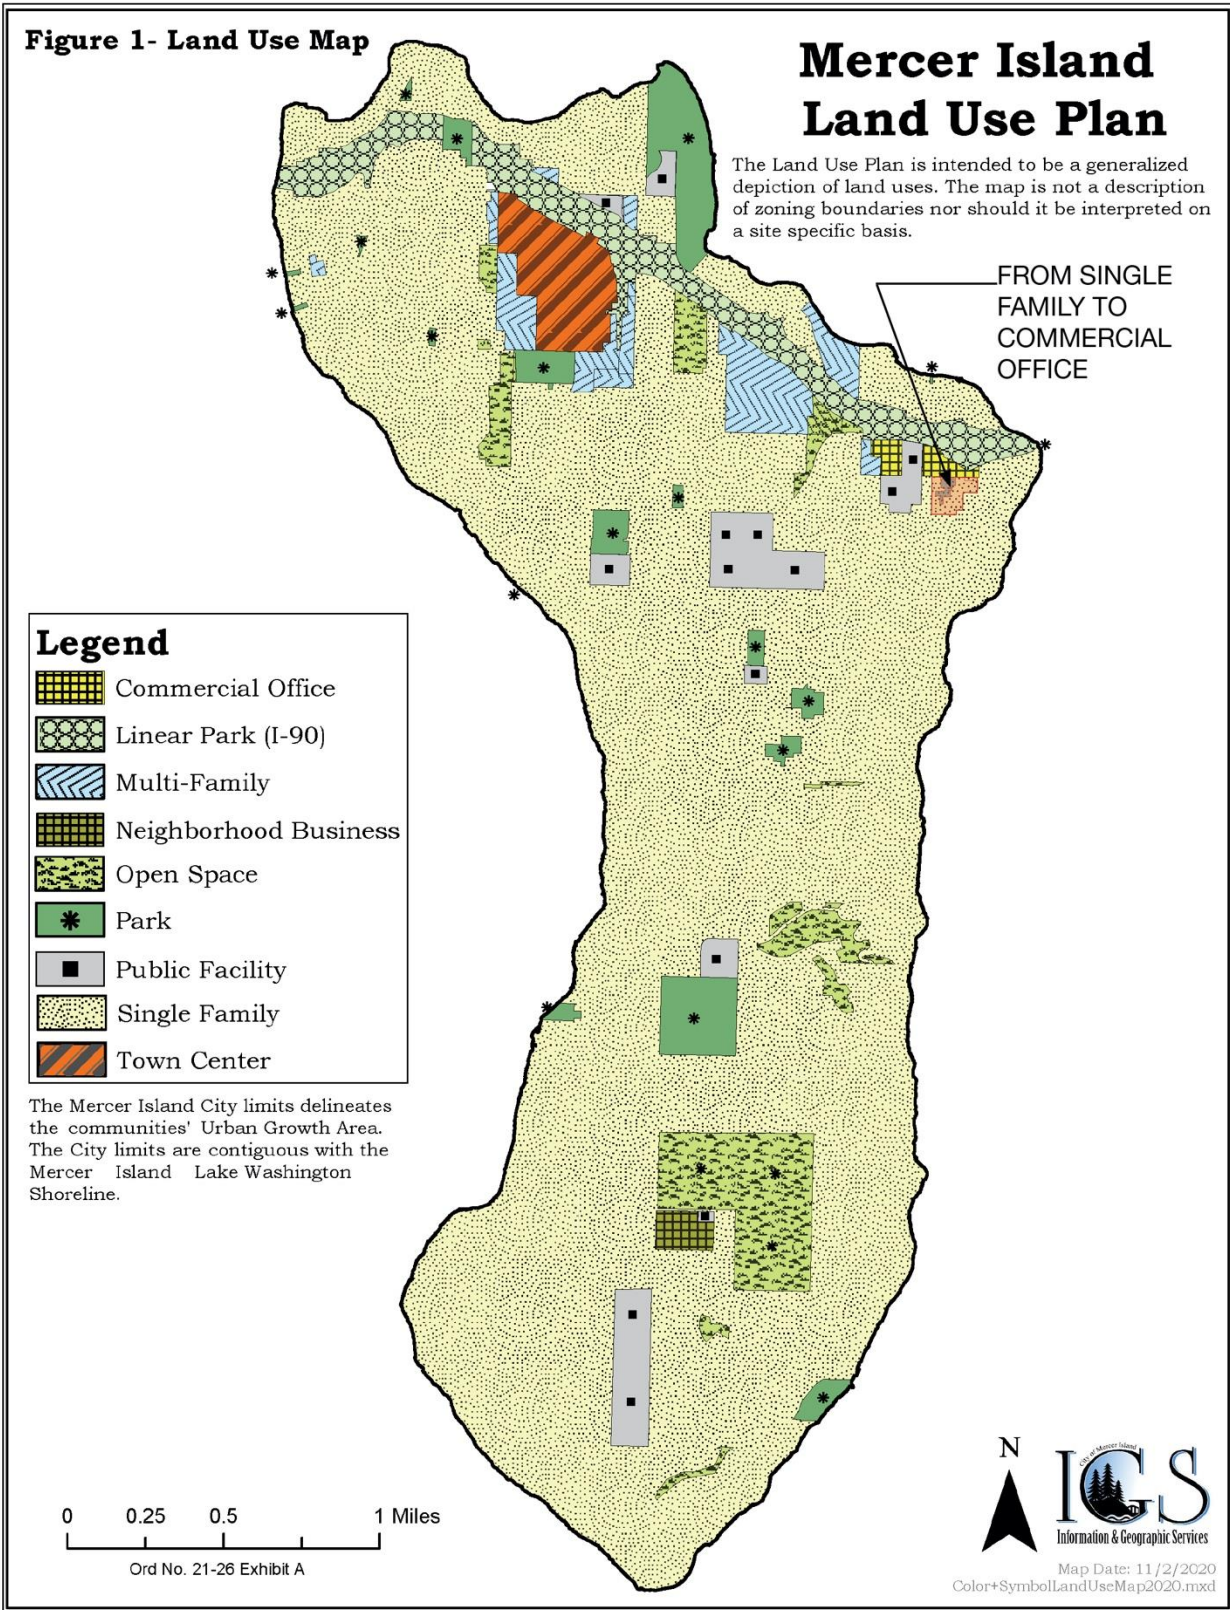 Figure 1- Land Use Map
Mercer Island
Land Use Plan
The Land Use Plan is intended to be a generalized
depiction of land uses. The map is not a description
of zoning boundaries nor should it be interpreted on
a site specific basis.
FROM SINGLE
FAMILY TO
COMMERCIAL
OFFICE
Legend
Commercial Office
Linear Park (I-90)
Multi-Family
Neighborhood Business
Open Space
Park
Public Facility
Single Family
Town Center
The Mercer Island City limits delineates
the communities' Urban Growth Area.
The City limits are contiguous with the
Mercer Island Lake Washington
Shoreline.
0 0.25 0.5 1 Miles
Ord No. 21-26 Exhibit A
N
City of Mercer Island
IGS
Information & Geographic Services
Map Date: 11/2/2020
Color+SymbolLandUseMap2020.mxd